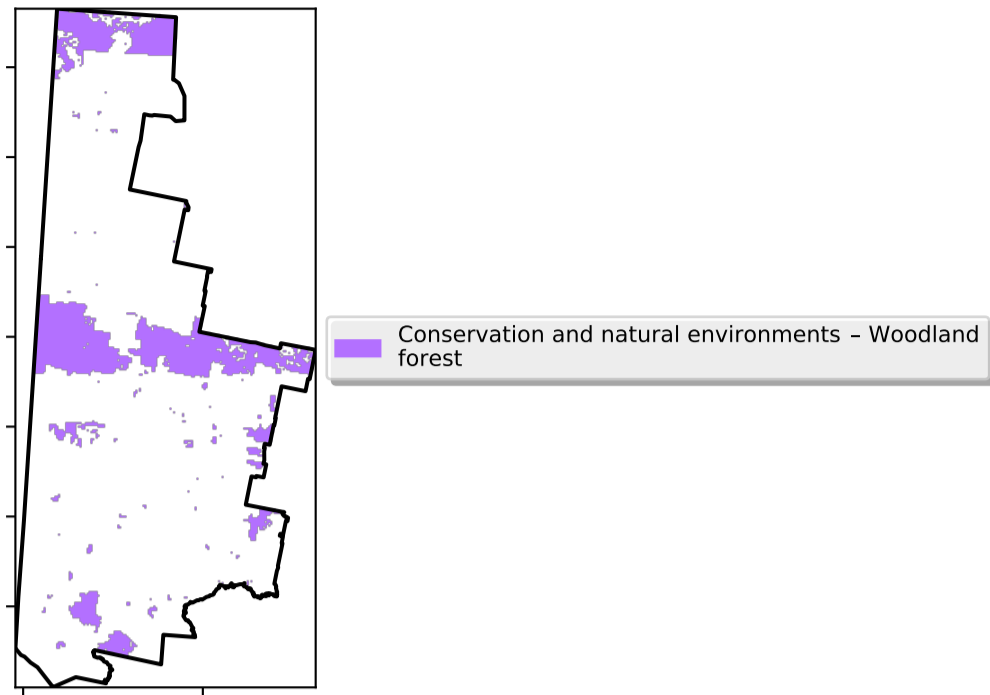 Conservation and natural environments – Woodland
forest